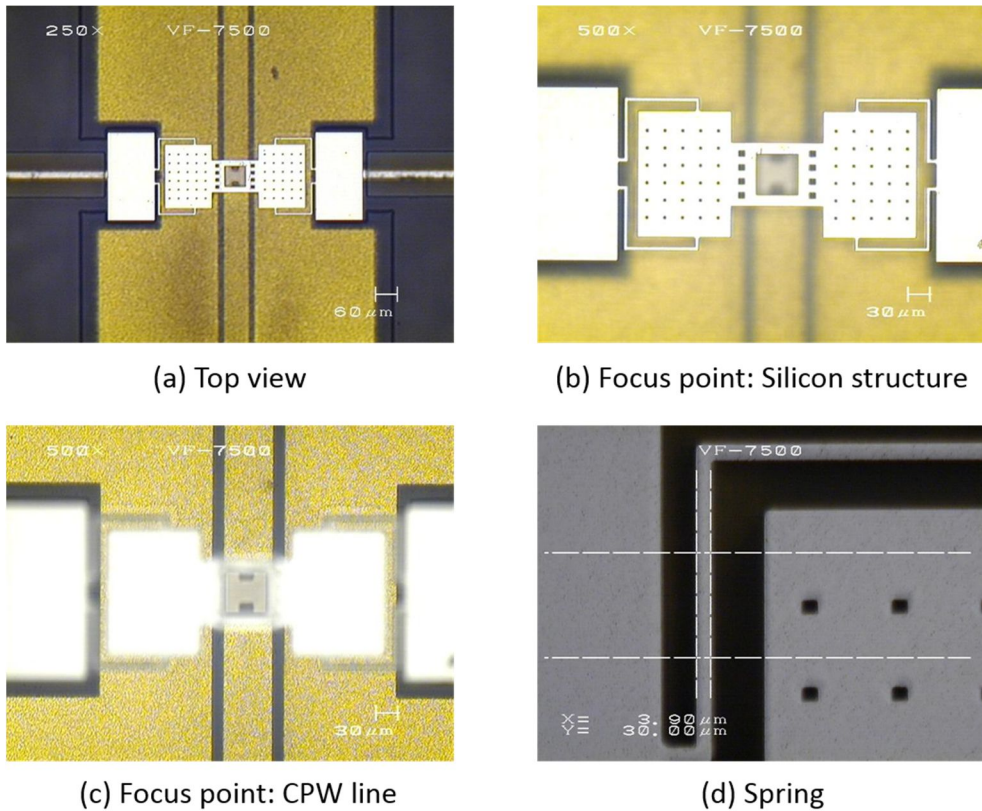 250× VF-7500
60μm
(a) Top view
500× VF-7500
30μm
(b) Focus point: Silicon structure
500× VF-7500
30μm
(c) Focus point: CPW line
VF-7500
X= 3.90μm
Y= 30.00μm
(d) Spring